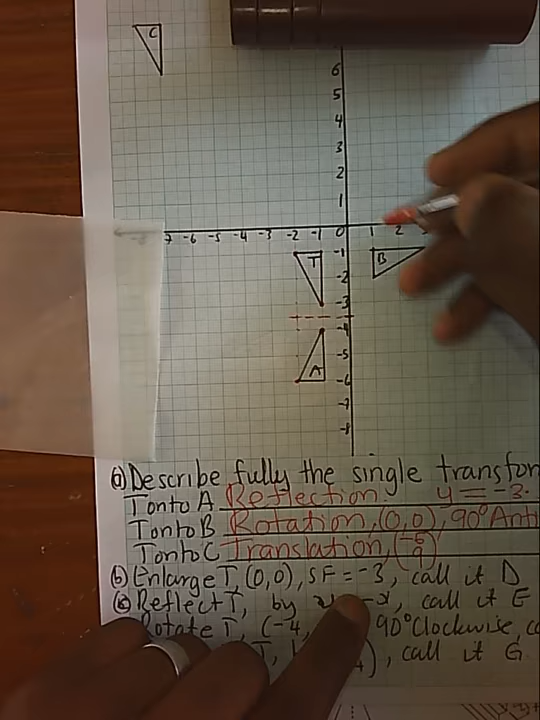 C
6
5
4
3
2
1
7 -6 -5 -4 -3 -2 -1 0 1 2 3
-1
T
B
-2
-3
-4
-5
A
-6
-7
-8
(a) Describe fully the single transfor
T onto A Reflection. y = -3.
T onto B Rotation, (0,0), 90° Anti
T onto C Translation, (-6 9)
(b) Enlarge T, (0,0), SF = -3, call it D
(c) Reflect T, by -x, call it E
Rotate T, (-4, 90° Clockwise, c
T, 4), call it G